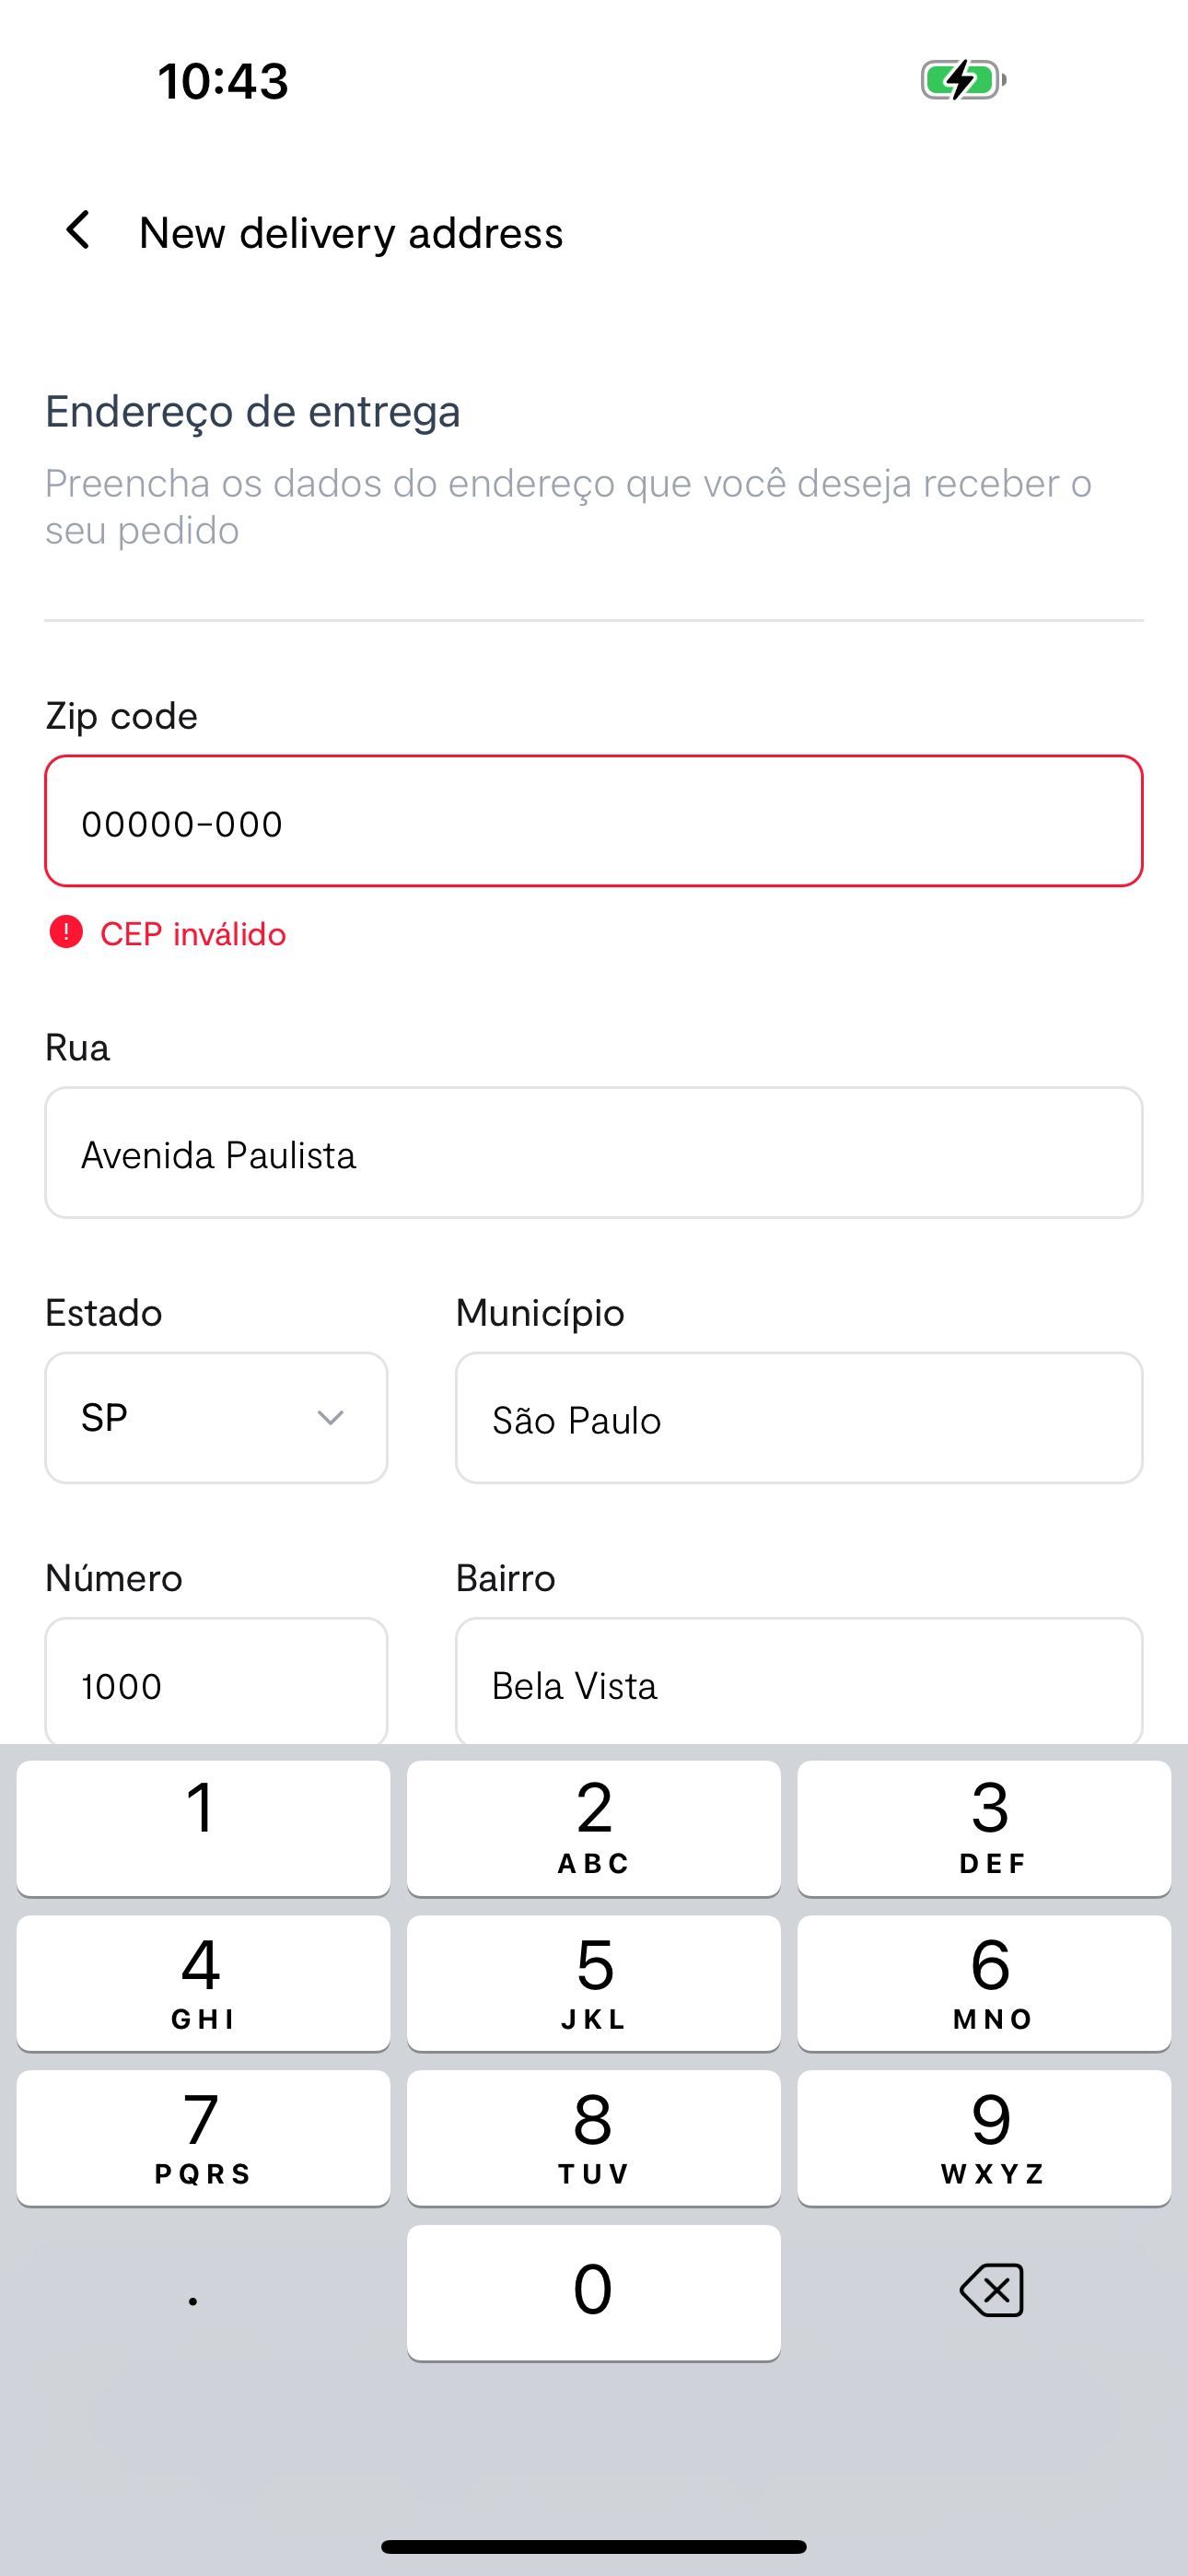 10:43
New delivery address
Endereço de entrega
Preencha os dados do endereço que você deseja receber o
seu pedido
Zip code
00000-000
! CEP inválido
Rua
Avenida Paulista
Estado Município
SP São Paulo
Número Bairro
1000 Bela Vista
1 2 3
ABC DEF
4 5 6
GHI JKL MNO
7 8 9
PQRS TUV WXYZ
. 0